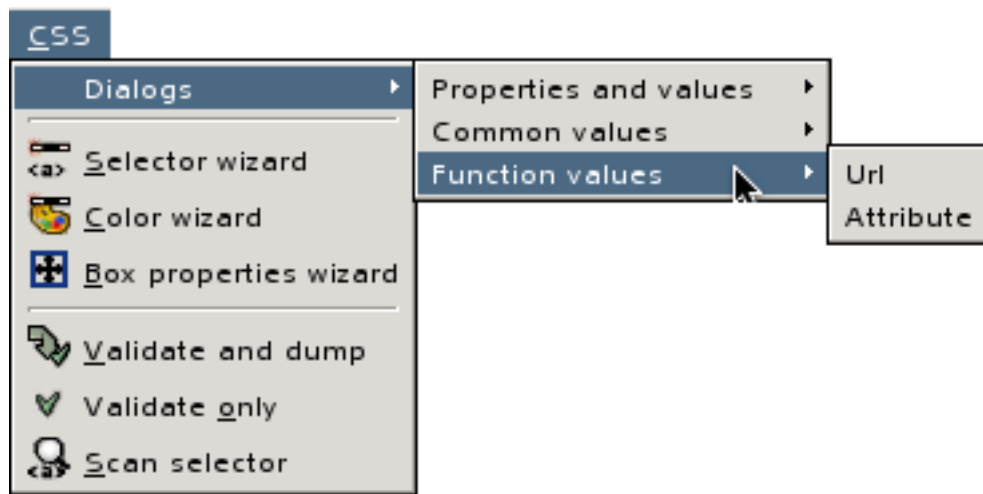 CSS
Dialogs
Selector wizard
Color wizard
Box properties wizard
Validate and dump
Validate only
Scan selector
Properties and values
Common values
Function values
Url
Attribute